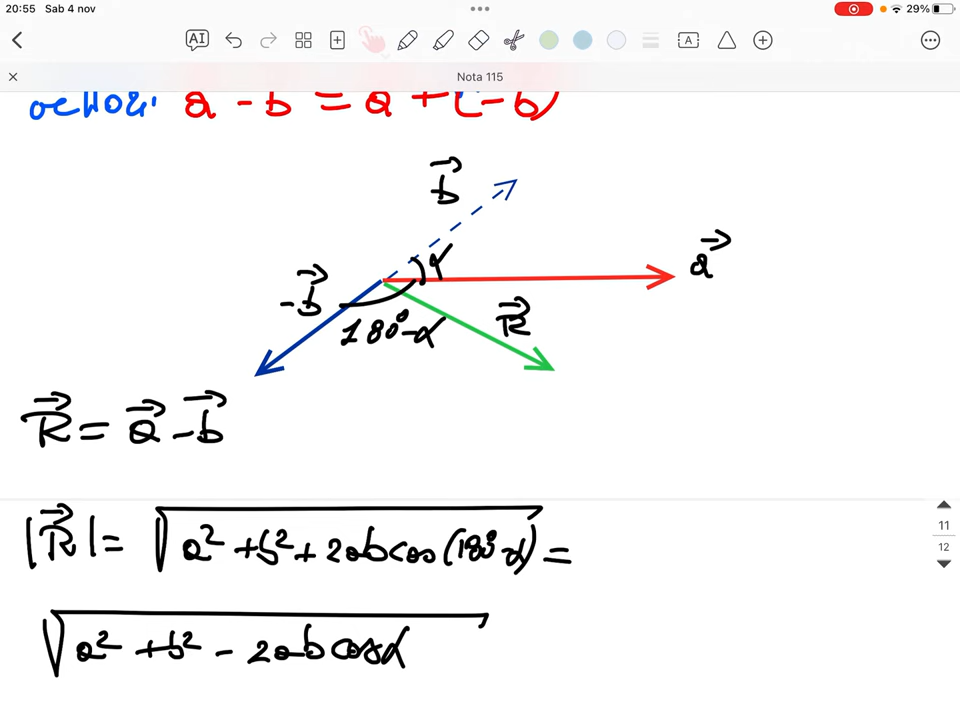 20:55 Sab 4 nov
29%
Nota 115
a - b = a + (-b)
b⃗
α
a⃗
-b⃗
180°-α
R⃗
R⃗ = a⃗ - b⃗
|R⃗| = √(a² + b² + 2ab cos(180°-α)) =
√(a² + b² - 2ab cosα)
11
12